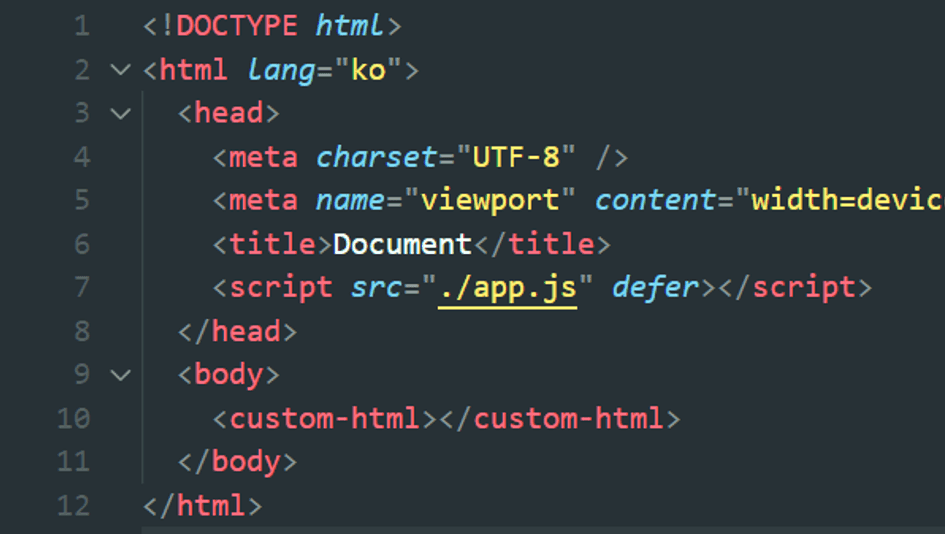 1 <!DOCTYPE html>
2 <html lang="ko">
3 <head>
4 <meta charset="UTF-8" />
5 <meta name="viewport" content="width=devic
6 <title>Document</title>
7 <script src="./app.js" defer></script>
8 </head>
9 <body>
10 <custom-html></custom-html>
11 </body>
12 </html>